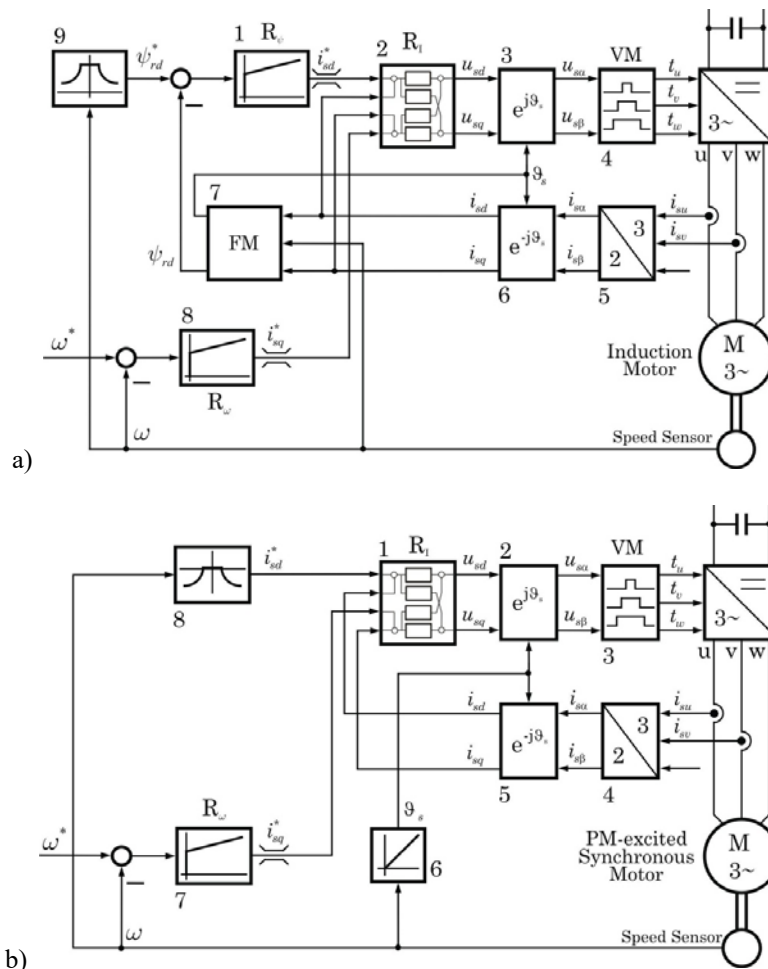 9 ψ*rd 1 Rψ i*sd 2 RI usd 3 usα VM tu
ejϑs tv
usq usβ tw 3~
4 u v w
ϑs
7 isd isα isu
FM e-jϑs 3 isv
ψrd isq isβ 2
6 5
8
ω* i*sq
Induction
Motor
M
3~
Rω
ω
Speed Sensor
a)
i*sd 1 RI usd 2 usα VM tu
ejϑs tv
8 usq usβ tw 3~
3 u v w
isd isα isu
e-jϑs 3 isv
isq isβ 2
5 4
Rω ϑs
ω* i*sq
7 6
PM-excited
Synchronous
Motor
M
3~
ω
Speed Sensor
b)